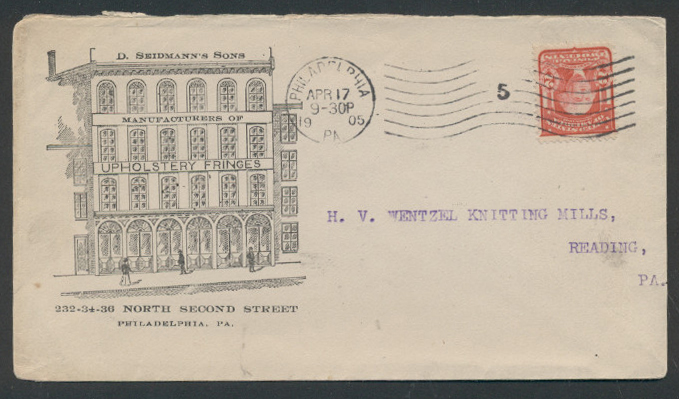 D. SEIDMANN'S SONS
MANUFACTURERS OF
UPHOLSTERY FRINGES
232-34-36 NORTH SECOND STREET
PHILADELPHIA, PA.
PHILADELPHIA
APR 17
9-30P
19 05
PA.
5
H. V. WENTZEL KNITTING MILLS,
READING,
PA.